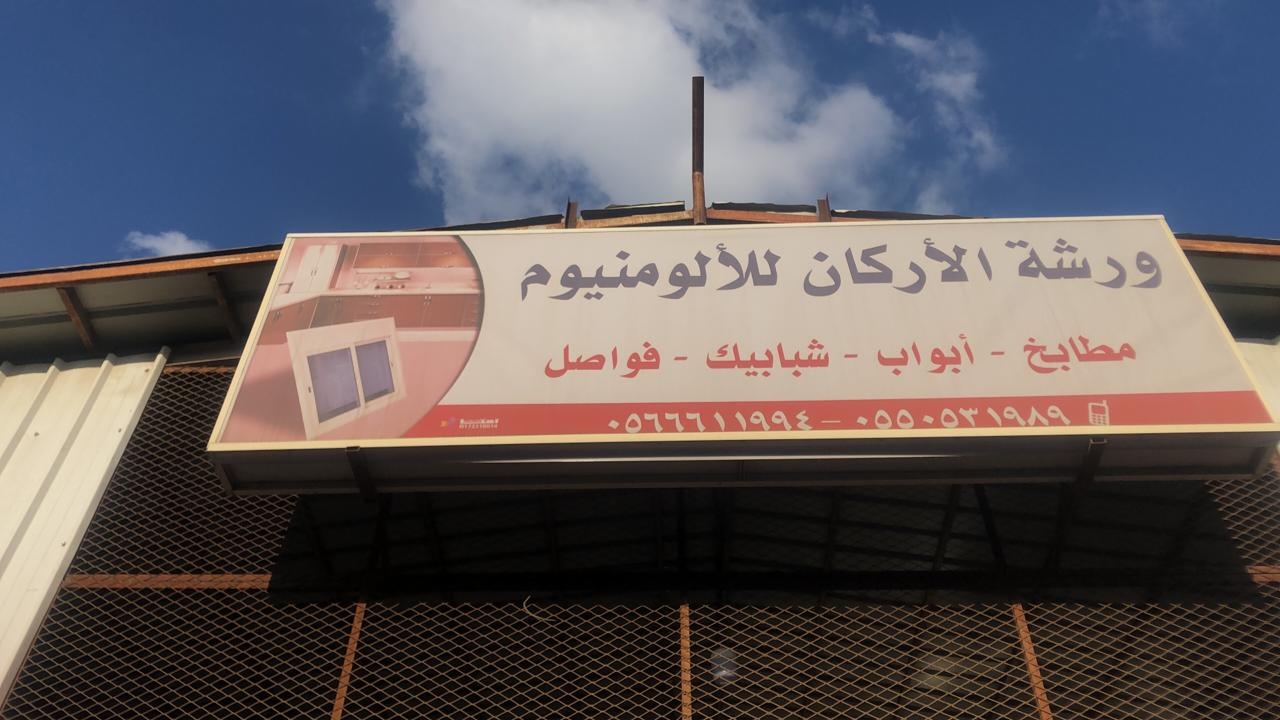 ورشة الأركان للألومنيوم
مطابخ - أبواب - شبابيك - فواصل
٠٥٥٠٥٣١٩٨٩ - ٠٥٦٦٦١١٩٩٤